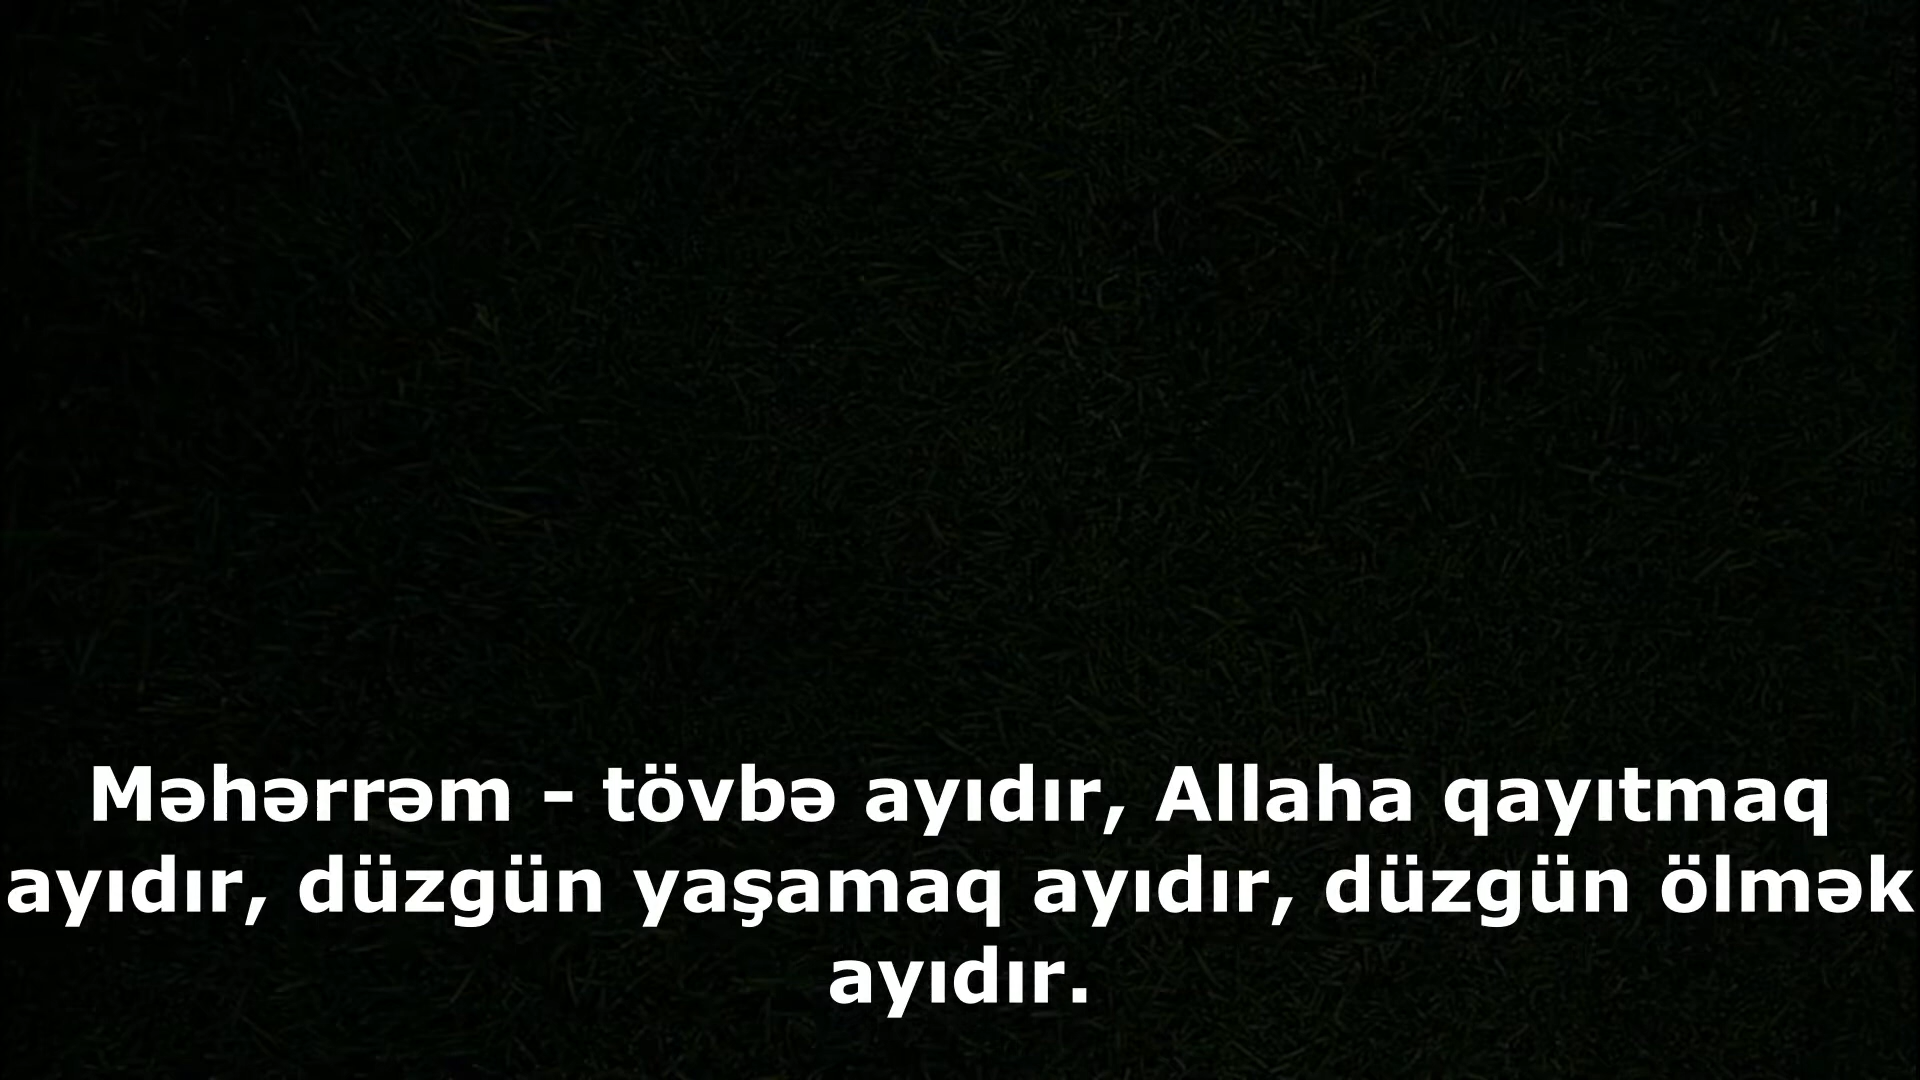 Məhərrəm - tövbə ayıdır, Allaha qayıtmaq
ayıdır, düzgün yaşamaq ayıdır, düzgün ölmək
ayıdır.